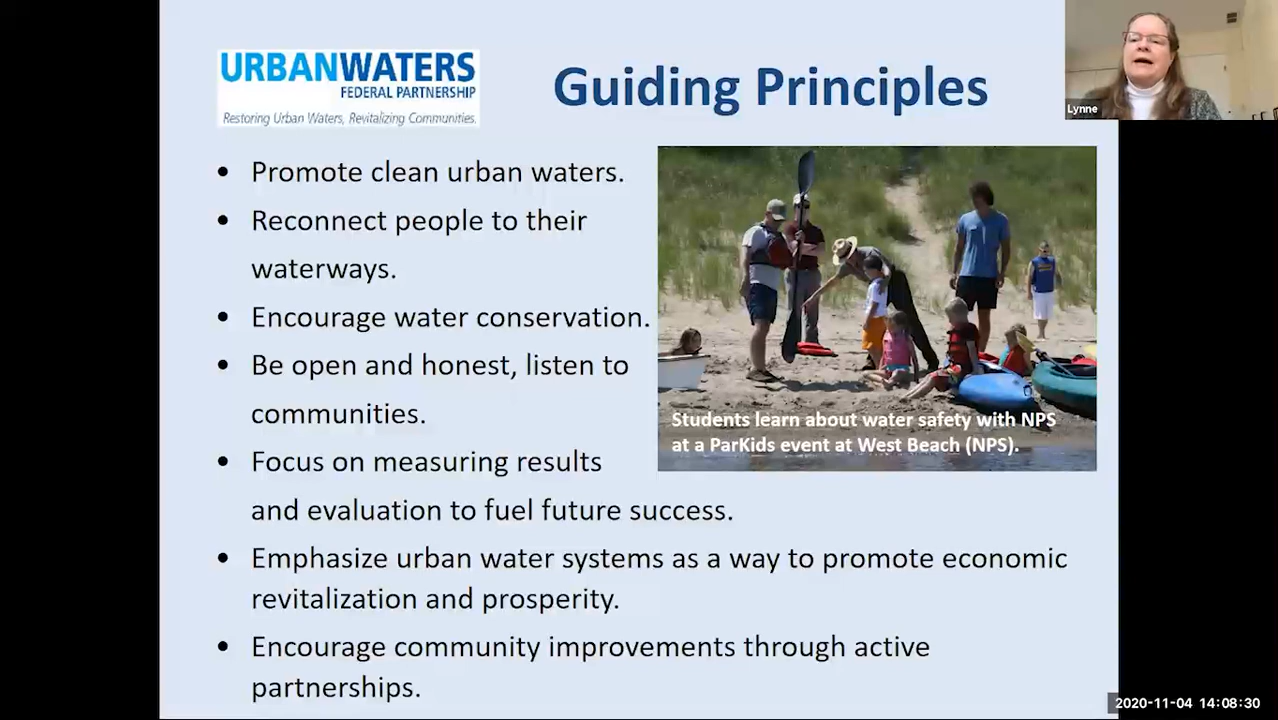 URBANWATERS
FEDERAL PARTNERSHIP
Restoring Urban Waters, Revitalizing Communities.
Guiding Principles
Lynne
• Promote clean urban waters.
• Reconnect people to their
waterways.
• Encourage water conservation.
• Be open and honest, listen to
communities.
• Focus on measuring results
and evaluation to fuel future success.
• Emphasize urban water systems as a way to promote economic
revitalization and prosperity.
• Encourage community improvements through active
partnerships.
Students learn about water safety with NPS
at a ParKids event at West Beach (NPS).
2020-11-04 14:08:30